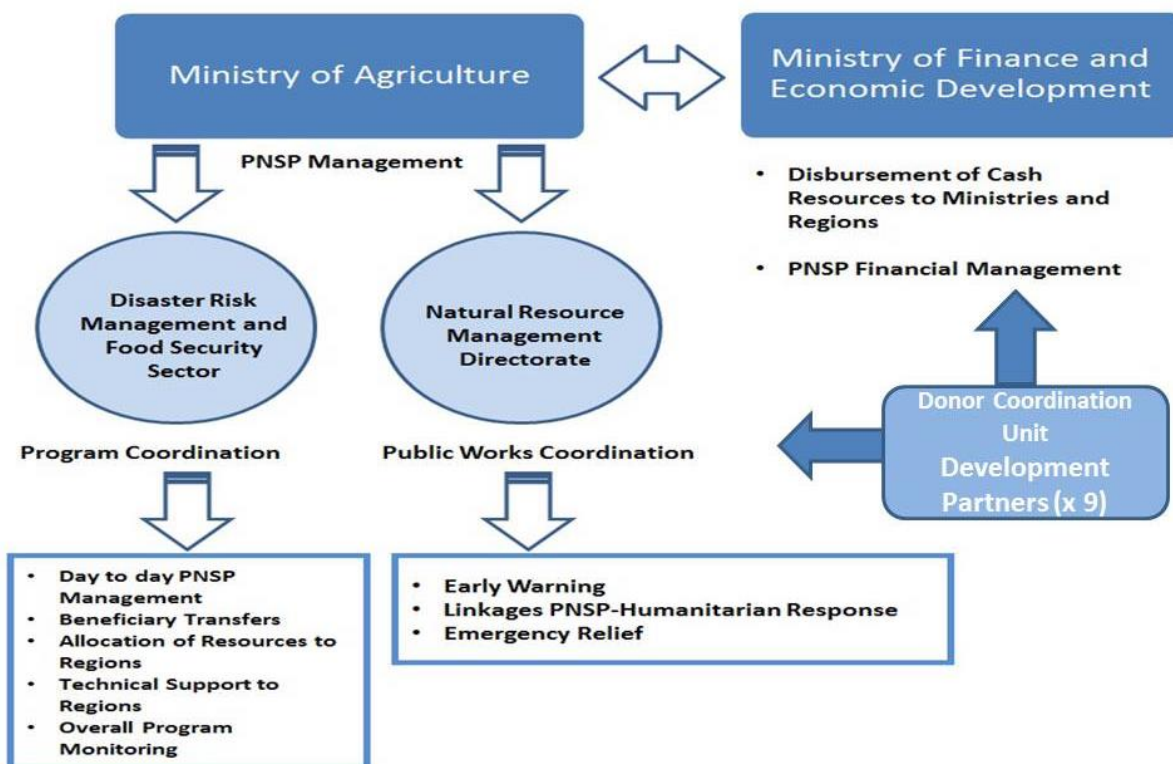 Ministry of Agriculture
Ministry of Finance and
Economic Development
PNSP Management
• Disbursement of Cash
Resources to Ministries and
Regions
• PNSP Financial Management
Disaster Risk
Management and
Food Security
Sector
Natural Resource
Management
Directorate
Donor Coordination
Unit
Development
Partners (x 9)
Program Coordination
Public Works Coordination
• Day to day PNSP
Management
• Beneficiary Transfers
• Allocation of Resources to
Regions
• Technical Support to
Regions
• Overall Program
Monitoring
• Early Warning
• Linkages PNSP-Humanitarian Response
• Emergency Relief